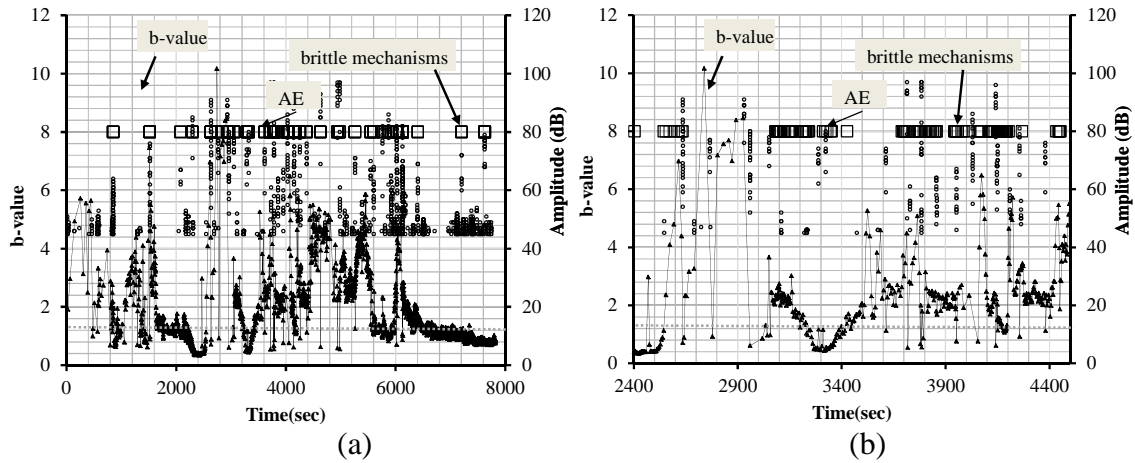 12
10
8
6
4
2
0
b-value
b-value
brittle mechanisms
AE
120
100
80
60
40
20
0
Amplitude (dB)
0 2000 4000 6000 8000
Time(sec)
(a)
12
10
8
6
4
2
0
b-value
b-value
brittle mechanisms
AE
120
100
80
60
40
20
0
Amplitude (dB)
2400 2900 3400 3900 4400
Time(sec)
(b)